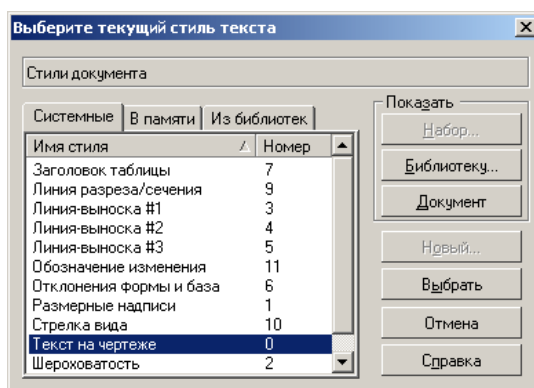 Выберите текущий стиль текста
Стили документа
Системные В памяти Из библиотек
Имя стиля Номер
Заголовок таблицы 7
Линия разреза/сечения 9
Линия-выноска #1 3
Линия-выноска #2 4
Линия-выноска #3 5
Обозначение изменения 11
Отклонения формы и база 6
Размерные надписи 1
Стрелка вида 10
Текст на чертеже 0
Шероховатость 2
Показать
Набор...
Библиотеку...
Документ
Новый...
Выбрать
Отмена
Справка